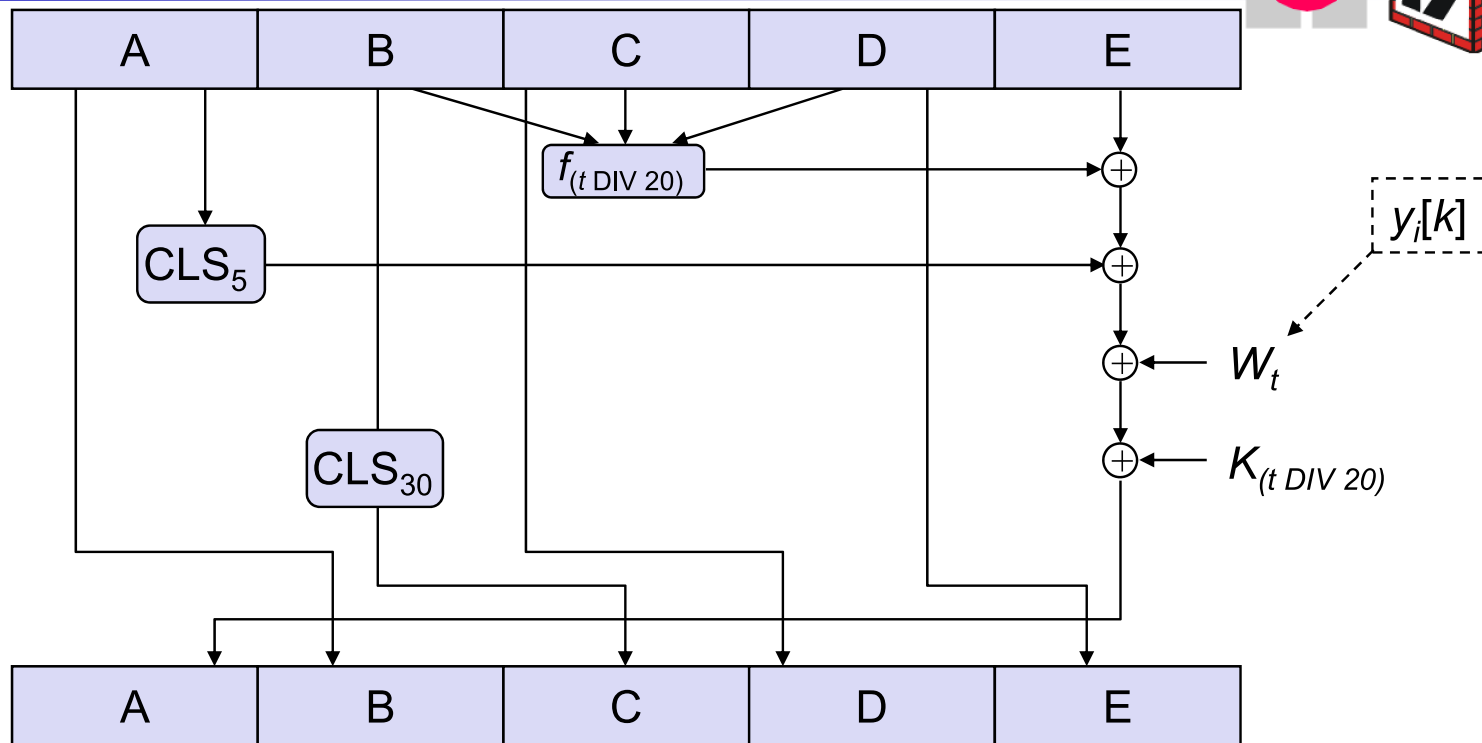 A B C D E
f(t DIV 20)
yi[k]
CLS5
Wt
CLS30
K(t DIV 20)
A B C D E